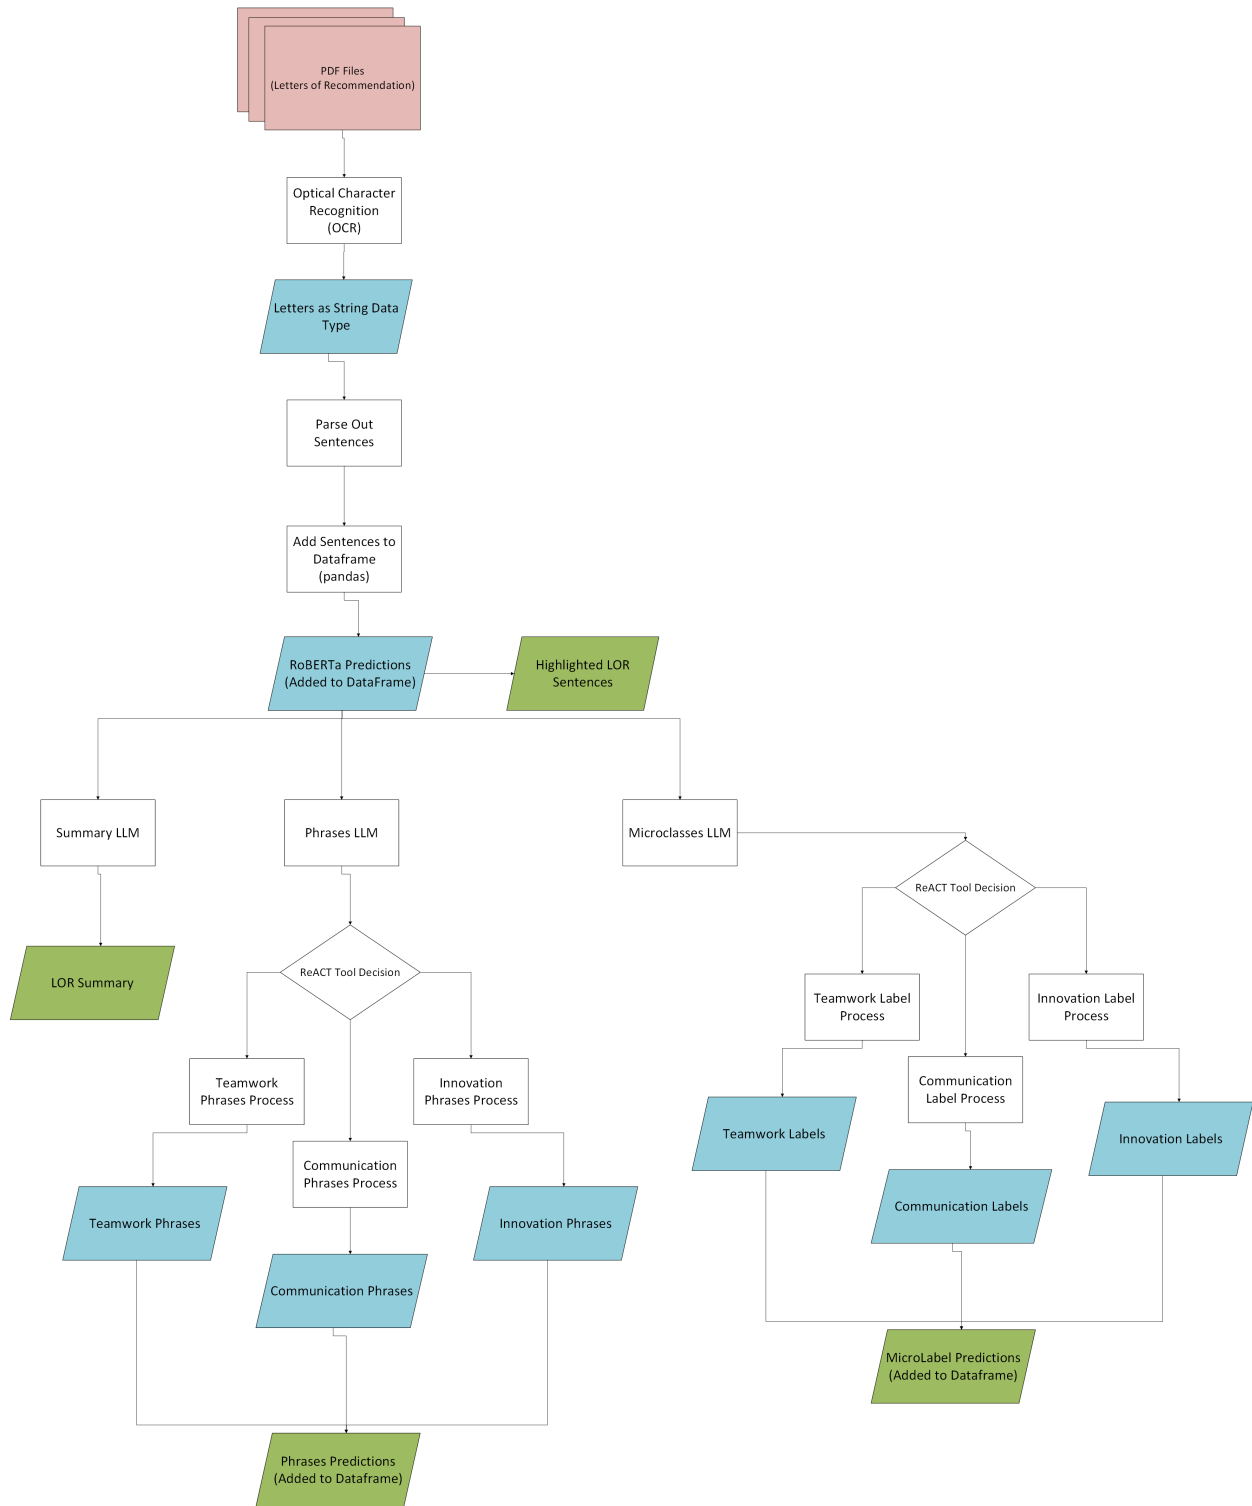 PDF Files
(Letters of Recommendation)
Optical Character
Recognition
(OCR)
Letters as String Data
Type
Parse Out
Sentences
Add Sentences to
Dataframe
(pandas)
RoBERTa Predictions
(Added to DataFrame)
Highlighted LOR
Sentences
Summary LLM
Phrases LLM
Microclasses LLM
ReACT Tool Decision
LOR Summary
ReACT Tool Decision
Teamwork Label
Process
Innovation Label
Process
Teamwork
Phrases Process
Innovation
Phrases Process
Communication
Label Process
Teamwork Labels
Innovation Labels
Communication
Phrases Process
Communication Labels
Teamwork Phrases
Innovation Phrases
Communication Phrases
MicroLabel Predictions
(Added to Dataframe)
Phrases Predictions
(Added to Dataframe)